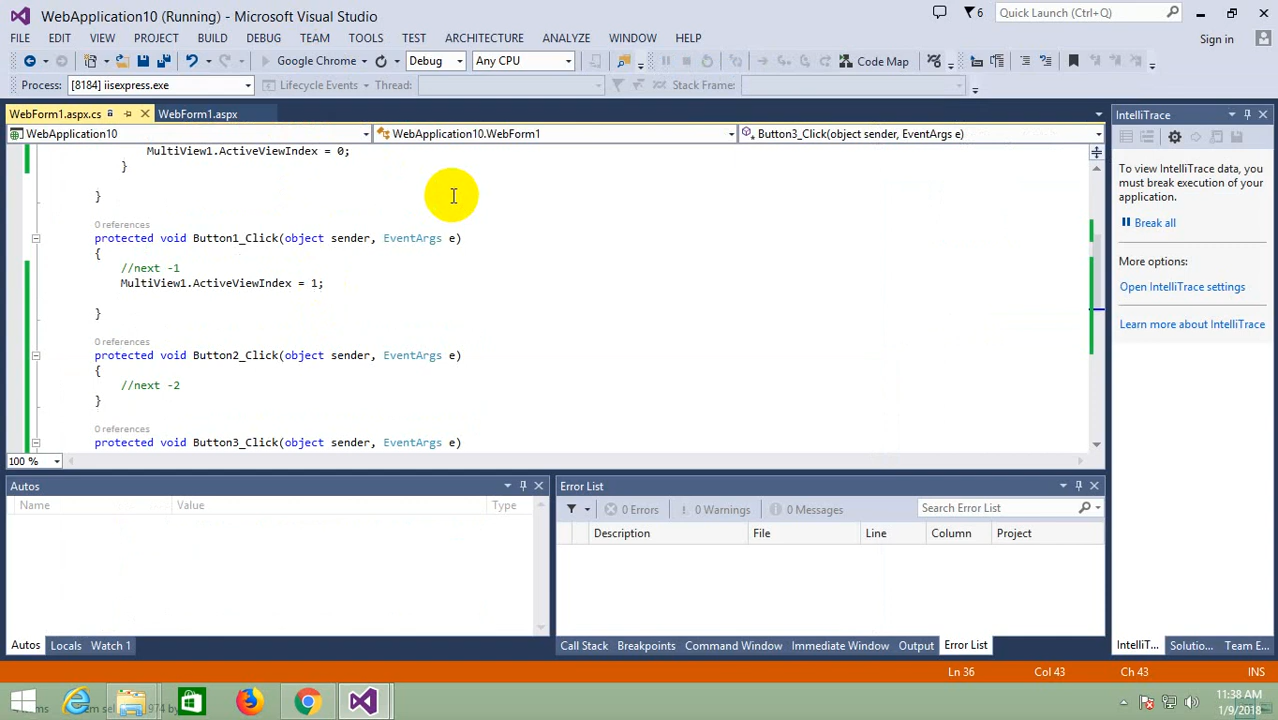 WebApplication10 (Running) - Microsoft Visual Studio
6
Quick Launch (Ctrl+Q)
FILE EDIT VIEW PROJECT BUILD DEBUG TEAM TOOLS TEST ARCHITECTURE ANALYZE WINDOW HELP
Sign in
Google Chrome Debug Any CPU Code Map
Process: [8184] iisexpress.exe Lifecycle Events Thread: Stack Frame:
WebForm1.aspx.cs WebForm1.aspx
WebApplication10 WebApplication10.WebForm1 Button3_Click(object sender, EventArgs e)
MultiView1.ActiveViewIndex = 0;
}
}
0 references
protected void Button1_Click(object sender, EventArgs e)
{
//next -1
MultiView1.ActiveViewIndex = 1;
}
0 references
protected void Button2_Click(object sender, EventArgs e)
{
//next -2
}
0 references
protected void Button3_Click(object sender, EventArgs e)
100 %
IntelliTrace
To view IntelliTrace data, you
must break execution of your
application.
Break all
More options:
Open IntelliTrace settings
Learn more about IntelliTrace
Autos
Name Value Type
Autos Locals Watch 1
Error List
0 Errors 0 Warnings 0 Messages Search Error List
Description File Line Column Project
Call Stack Breakpoints Command Window Immediate Window Output Error List
IntelliT... Solutio... Team E...
Ln 36 Col 43 Ch 43 INS
11:38 AM
1/9/2018